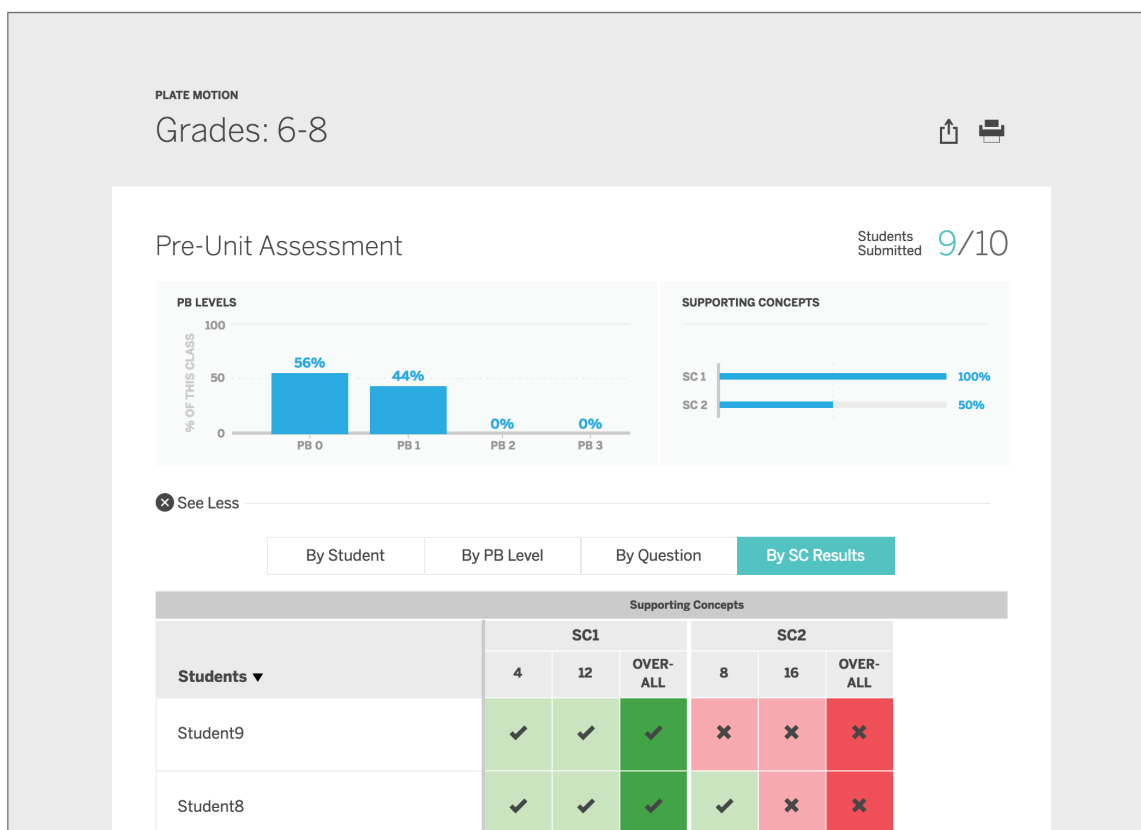 PLATE MOTION
Grades: 6-8
Pre-Unit Assessment
Students
Submitted
9/10
PB LEVELS
% OF THIS CLASS
100
50
0
56%
44%
0%
0%
PB 0
PB 1
PB 2
PB 3
SUPPORTING CONCEPTS
SC 1
100%
SC 2
50%
See Less
By Student
By PB Level
By Question
By SC Results
Supporting Concepts
Students
SC1
SC2
4
12
OVER-
ALL
8
16
OVER-
ALL
Student9
Student8